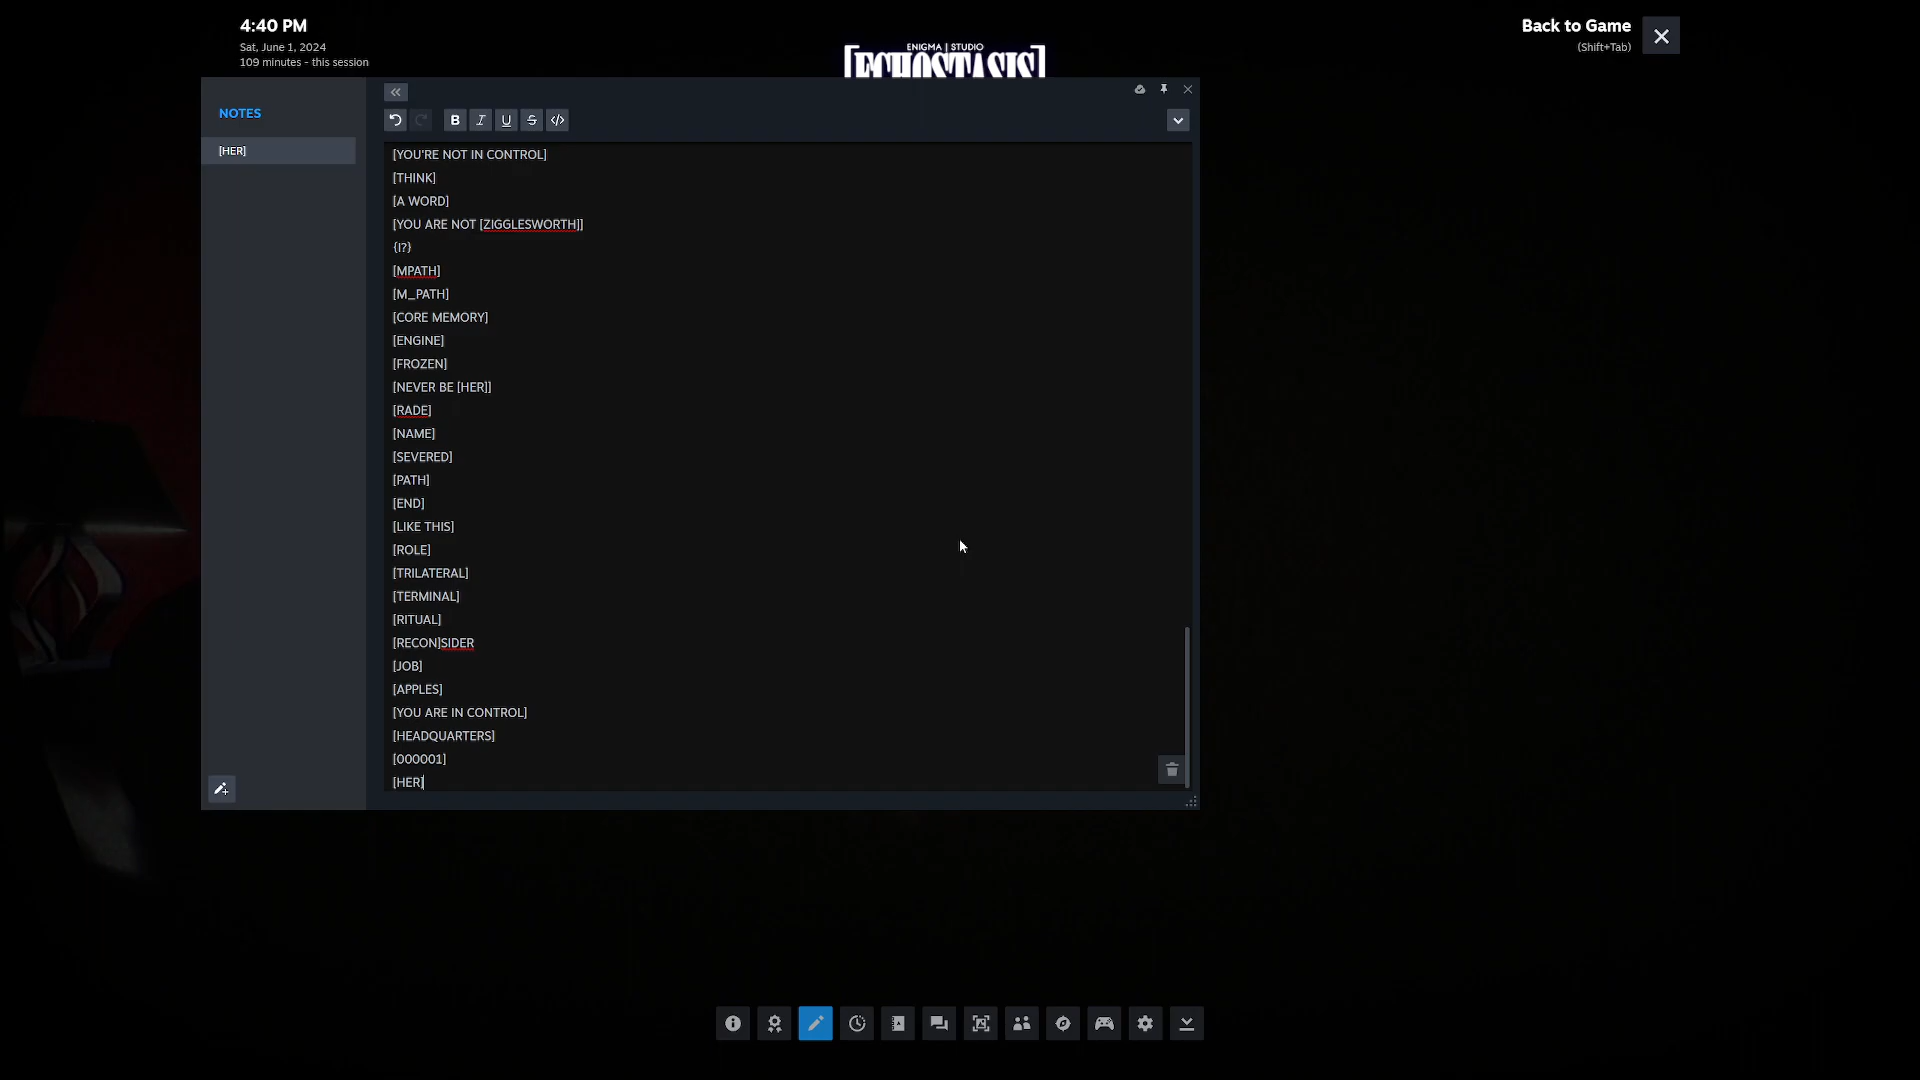 4:40 PM
Sat, June 1, 2024
109 minutes - this session
ENIGMA | STUDIO
[ECHOSTASIS]
Back to Game
(Shift+Tab)
NOTES
[HER]
B I U S </>
[YOU'RE NOT IN CONTROL]
[THINK]
[A WORD]
[YOU ARE NOT [ZIGGLESWORTH]]
{I?}
[MPATH]
[M_PATH]
[CORE MEMORY]
[ENGINE]
[FROZEN]
[NEVER BE [HER]]
[RADE]
[NAME]
[SEVERED]
[PATH]
[END]
[LIKE THIS]
[ROLE]
[TRILATERAL]
[TERMINAL]
[RITUAL]
[RECON]SIDER
[JOB]
[APPLES]
[YOU ARE IN CONTROL]
[HEADQUARTERS]
[000001]
[HER]